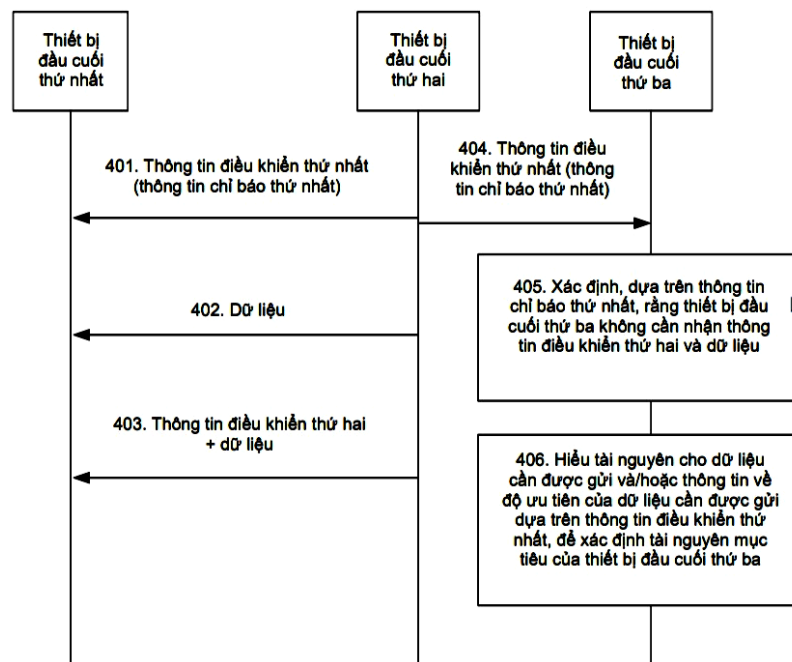 Thiết bị
đầu cuối
thứ nhất
Thiết bị
đầu cuối
thứ hai
Thiết bị
đầu cuối
thứ ba
401. Thông tin điều khiển thứ nhất
(thông tin chỉ báo thứ nhất)
404. Thông tin điều
khiển thứ nhất (thông
tin chỉ báo thứ nhất)
402. Dữ liệu
405. Xác định, dựa trên thông tin
chỉ báo thứ nhất, rằng thiết bị đầu
cuối thứ ba không cần nhận thông
tin điều khiển thứ hai và dữ liệu
403. Thông tin điều khiển thứ hai
+ dữ liệu
406. Hiểu tài nguyên cho dữ liệu
cần được gửi và/hoặc thông tin về
độ ưu tiên của dữ liệu cần được gửi
dựa trên thông tin điều khiển thứ
nhất, để xác định tài nguyên mục
tiêu của thiết bị đầu cuối thứ ba